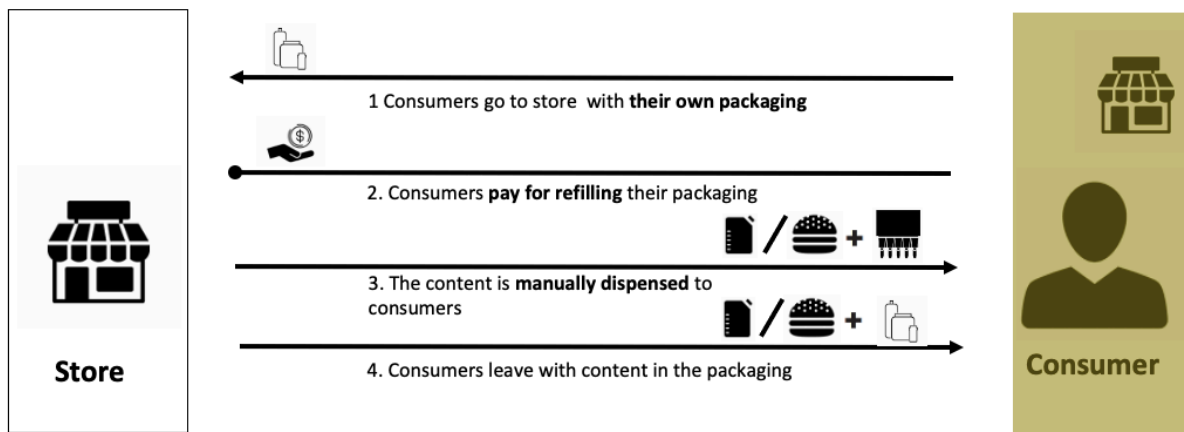 1 Consumers go to store with their own packaging
2. Consumers pay for refilling their packaging
3. The content is manually dispensed to
consumers
4. Consumers leave with content in the packaging
Store
Consumer